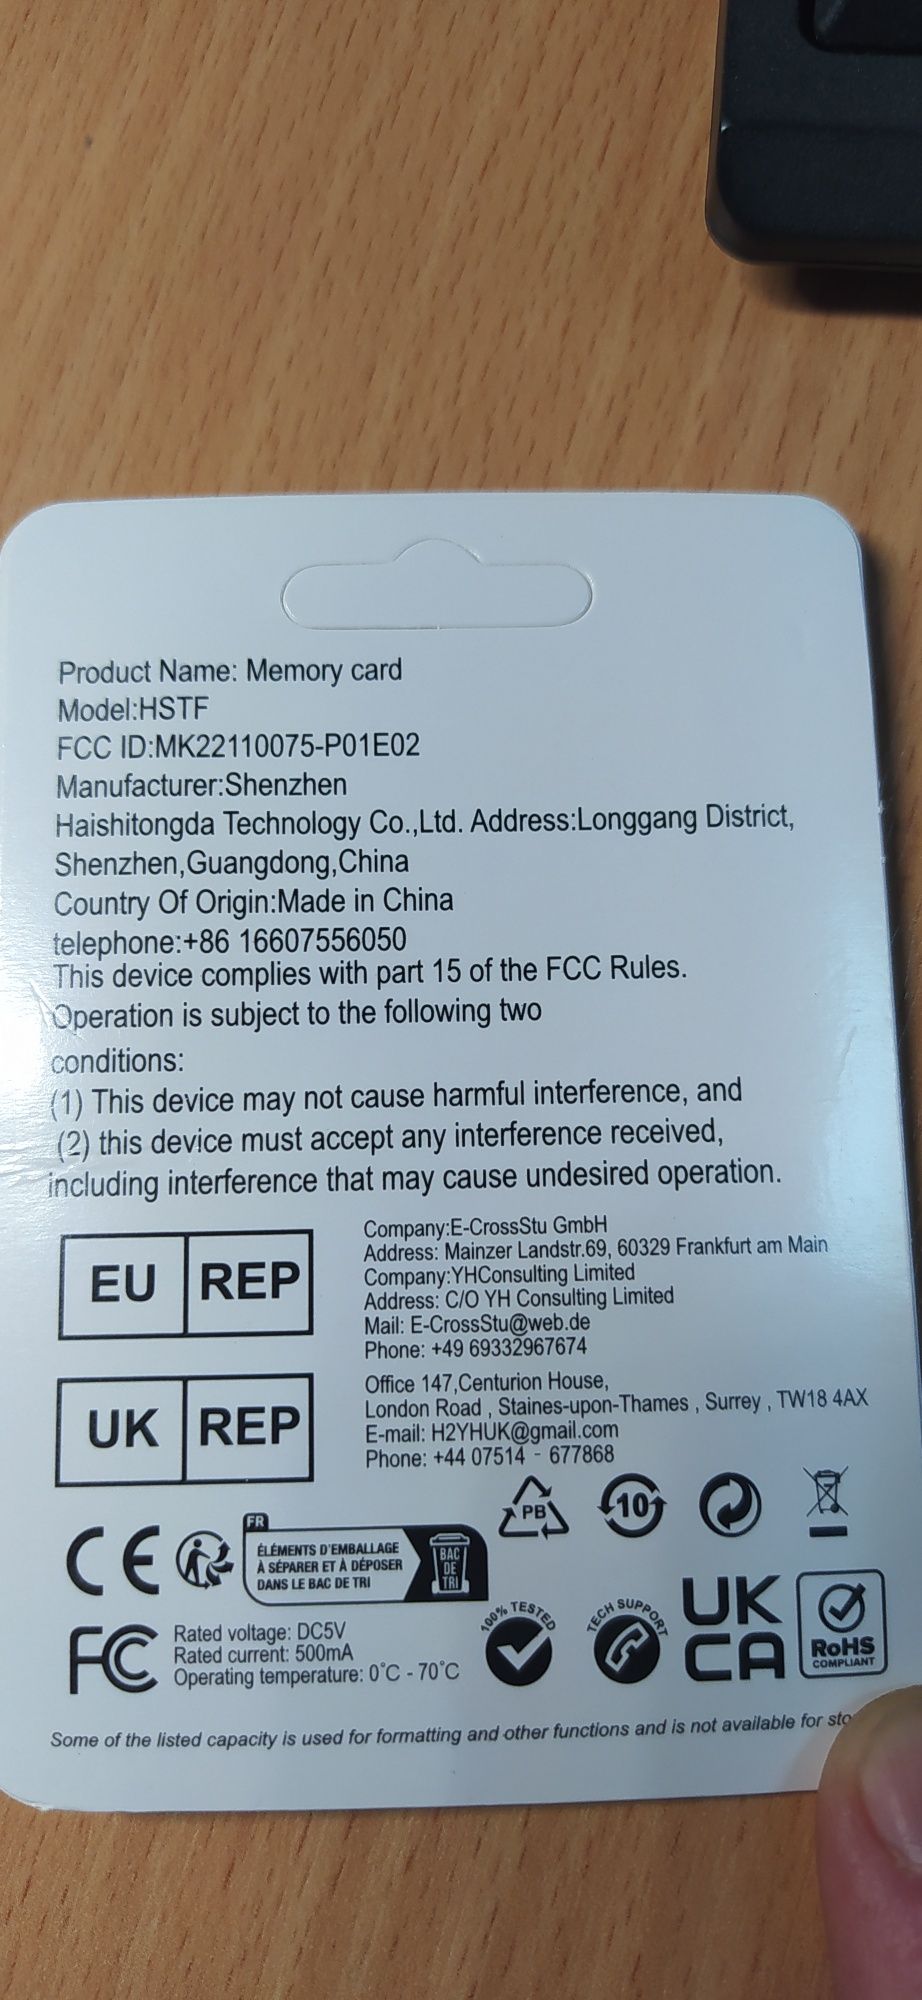 Product Name: Memory card
Model:HSTF
FCC ID:MK22110075-P01E02
Manufacturer:Shenzhen
Haishitongda Technology Co.,Ltd. Address:Longgang District,
Shenzhen,Guangdong,China
Country Of Origin:Made in China
telephone:+86 16607556050
This device complies with part 15 of the FCC Rules.
Operation is subject to the following two
conditions:
(1) This device may not cause harmful interference, and
(2) this device must accept any interference received,
including interference that may cause undesired operation.
EU REP
Company:E-CrossStu GmbH
Address: Mainzer Landstr.69, 60329 Frankfurt am Main
Company:YHConsulting Limited
Address: C/O YH Consulting Limited
Mail: E-CrossStu@web.de
Phone: +49 69332967674
UK REP
Office 147,Centurion House,
London Road , Staines-upon-Thames , Surrey , TW18 4AX
E-mail: H2YHUK@gmail.com
Phone: +44 07514 - 677868
PB
10
CE
FR
ÉLÉMENTS D'EMBALLAGE
À SÉPARER ET À DÉPOSER
DANS LE BAC DE TRI
BAC
DE
TRI
FC
Rated voltage: DC5V
Rated current: 500mA
Operating temperature: 0°C - 70°C
100% TESTED
TECH SUPPORT
UK
CA
RoHS
COMPLIANT
Some of the listed capacity is used for formatting and other functions and is not available for